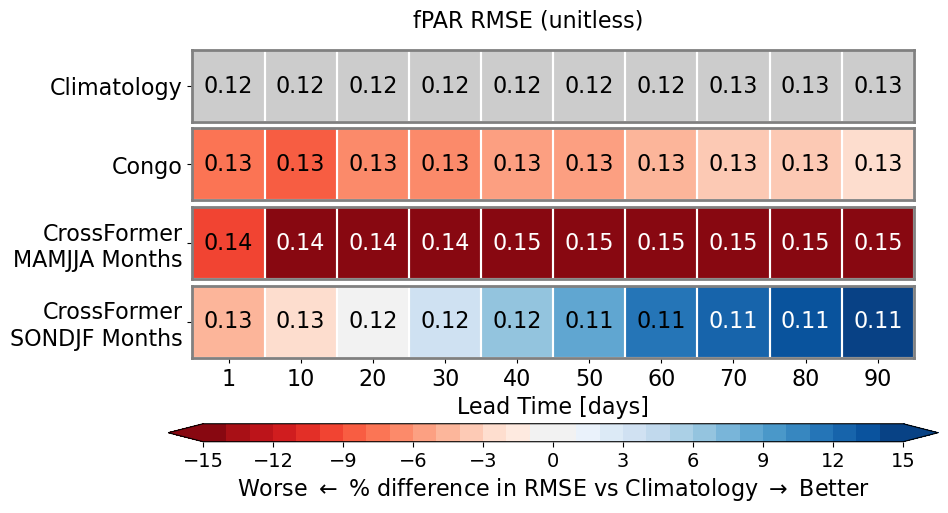 fPAR RMSE (unitless)
Climatology 0.12 0.12 0.12 0.12 0.12 0.12 0.12 0.13 0.13 0.13
Congo 0.13 0.13 0.13 0.13 0.13 0.13 0.13 0.13 0.13 0.13
CrossFormer
MAMJJA Months 0.14 0.14 0.14 0.14 0.15 0.15 0.15 0.15 0.15 0.15
CrossFormer
SONDJF Months 0.13 0.13 0.12 0.12 0.12 0.11 0.11 0.11 0.11 0.11
1 10 20 30 40 50 60 70 80 90
Lead Time [days]
−15 −12 −9 −6 −3 0 3 6 9 12 15
Worse ← % difference in RMSE vs Climatology → Better